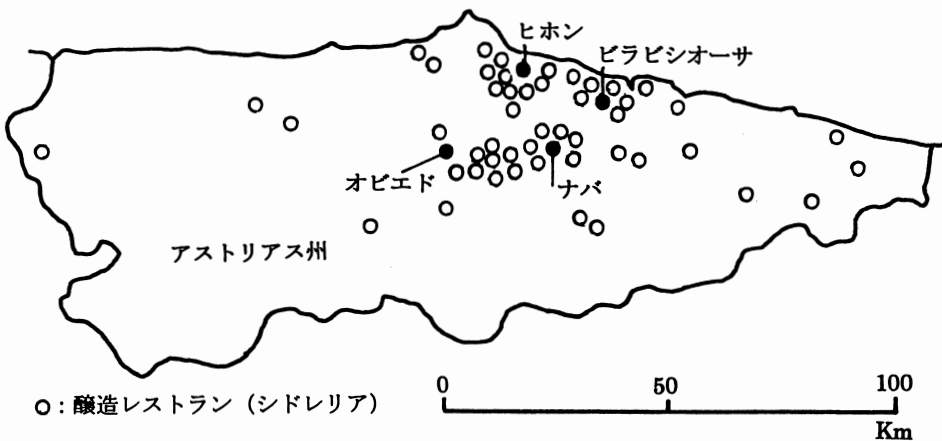 ヒホン
ビラビシオーサ
オビエド
ナバ
アストリアス州
○：醸造レストラン（シドレリア）
0 50 100
Km